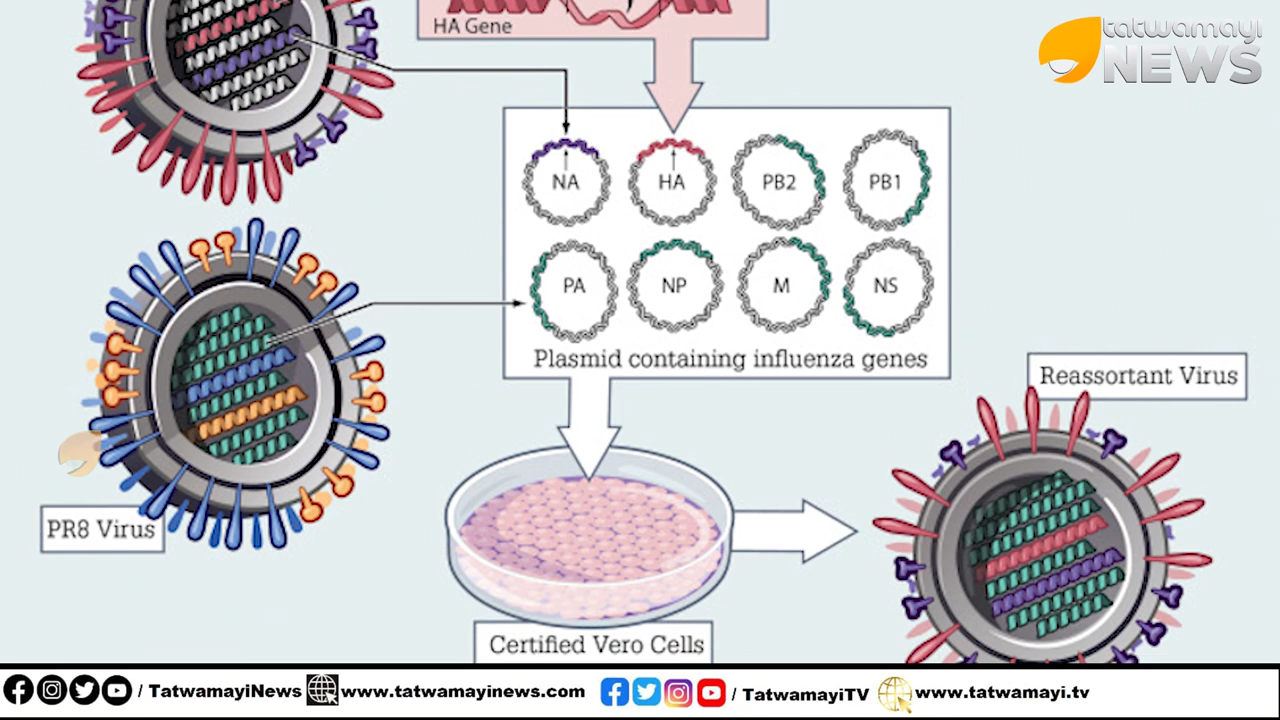 HA Gene
tatwamayi
NEWS
NA
HA
PB2
PB1
PA
NP
M
NS
Plasmid containing influenza genes
Reassortant Virus
PR8 Virus
Certified Vero Cells
/ TatwamayiNews www.tatwamayinews.com / TatwamayiTV www.tatwamayi.tv